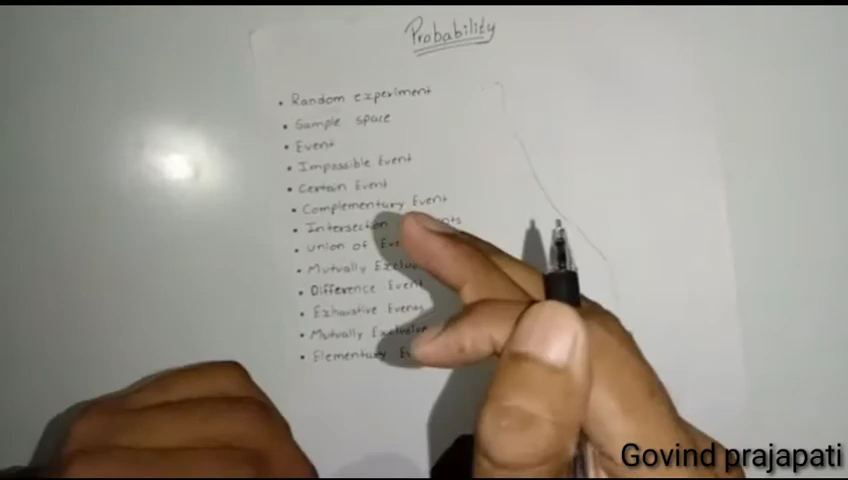 Probability
• Random experiment
• Sample space
• Event
• Impossible Event
• Certain Event
• Complementary Event
• Intersection
• Union of
• Mutually
• Difference Event
• Exhaustive Events
• Mutually
• Elementary
Govind prajapati